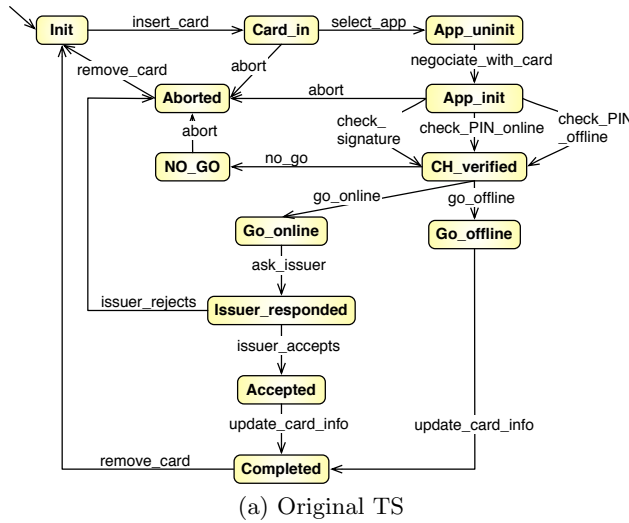 Init
insert_card
Card_in
select_app
App_uninit
negociate_with_card
remove_card
abort
Aborted
abort
App_init
check_
signature
check_PIN_online
check_PIN
_offline
abort
NO_GO
no_go
CH_verified
go_online
go_offline
Go_online
Go_offline
ask_issuer
issuer_rejects
Issuer_responded
issuer_accepts
Accepted
update_card_info
update_card_info
remove_card
Completed
(a) Original TS